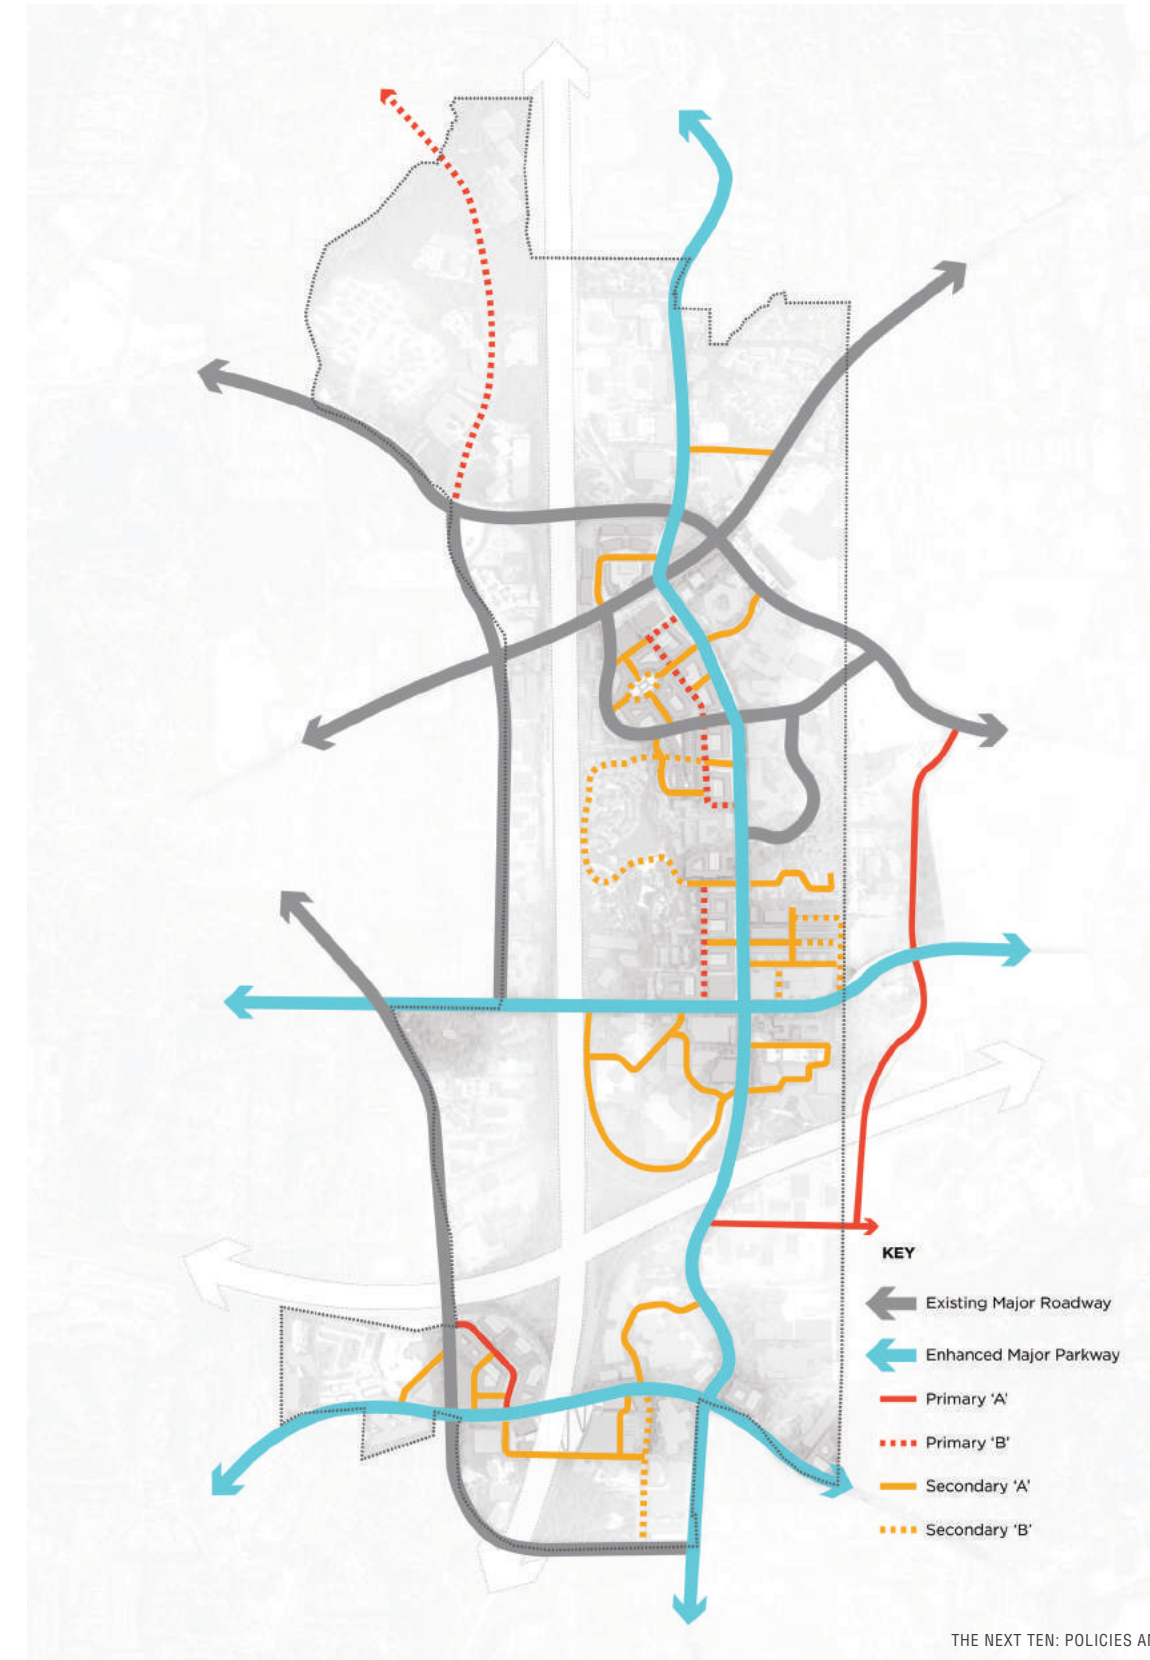 KEY
Existing Major Roadway
Enhanced Major Parkway
Primary ‘A’
Primary ‘B’
Secondary ‘A’
Secondary ‘B’
THE NEXT TEN: POLICIES